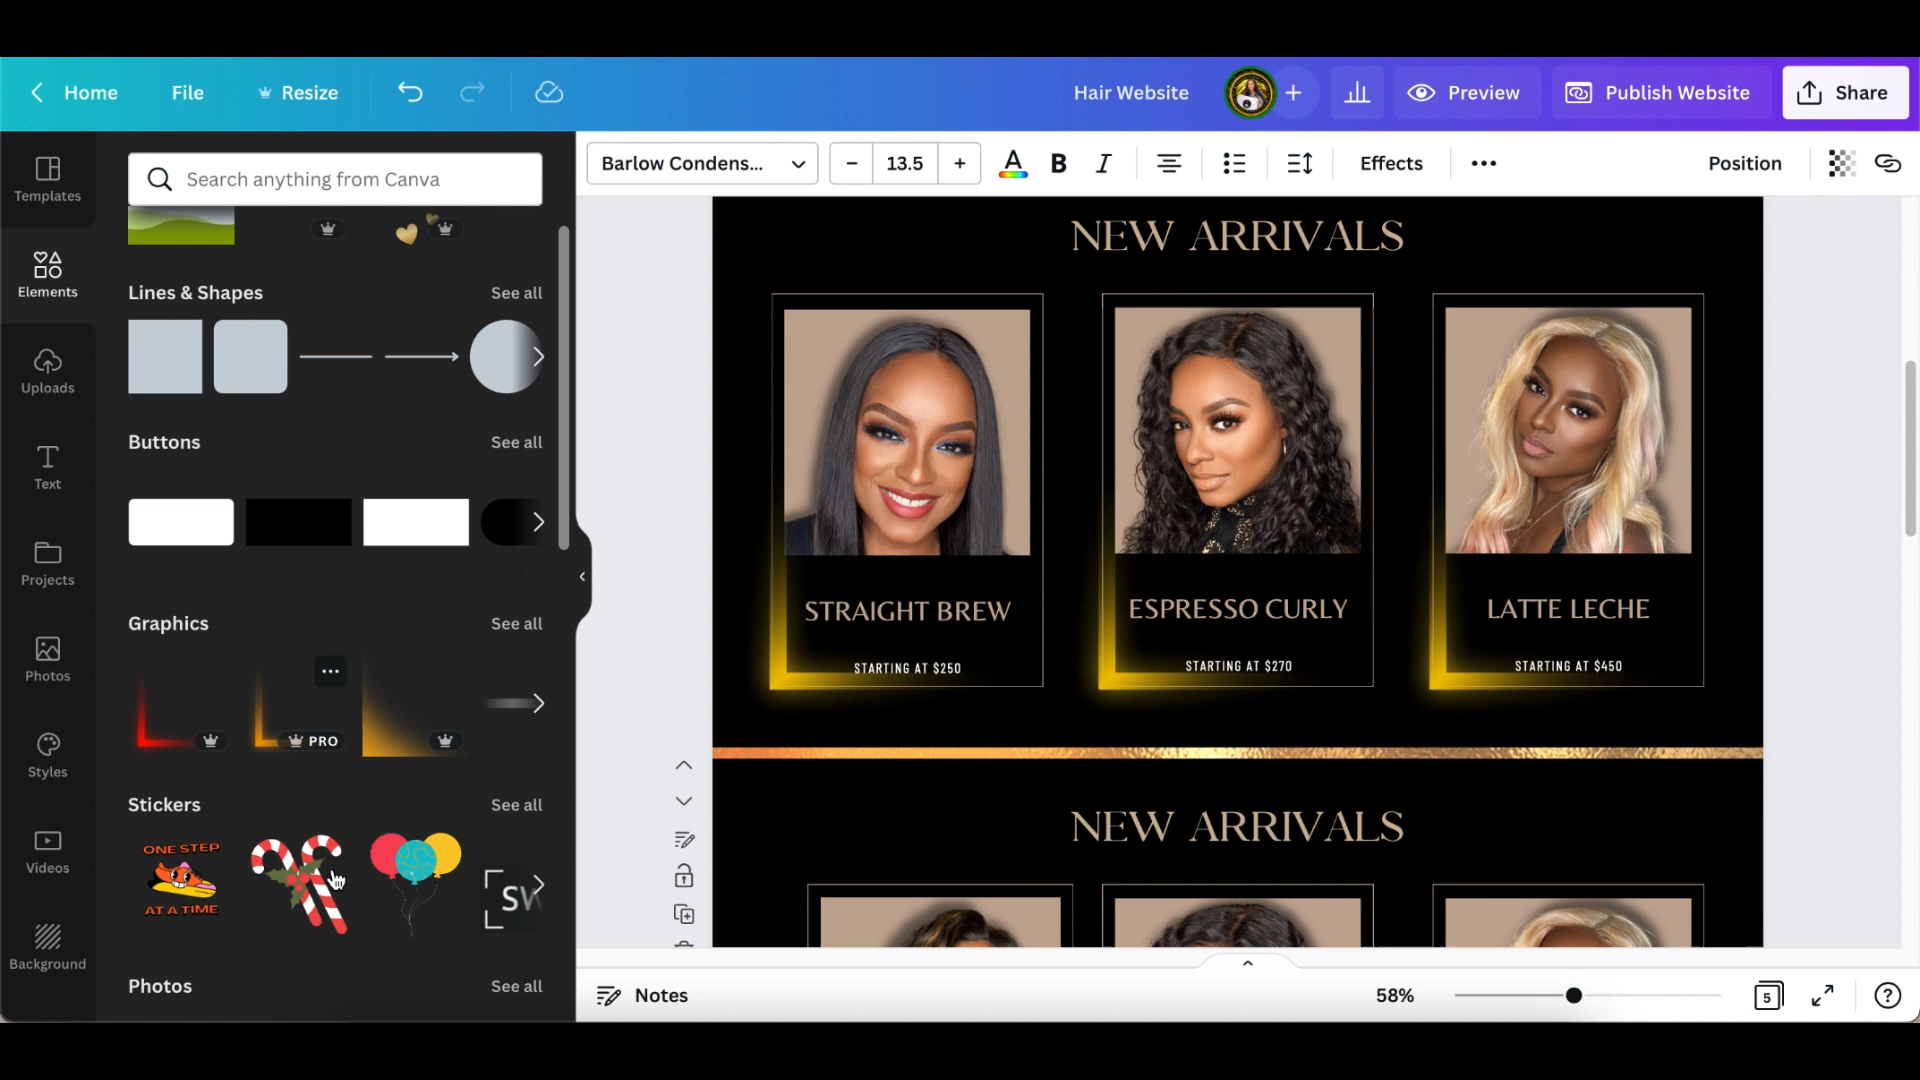 Home
File
Resize
Hair Website
Preview
Publish Website
Share
Templates
Elements
Uploads
Text
Projects
Photos
Styles
Videos
Background
Search anything from Canva
Lines & Shapes
See all
Buttons
See all
Graphics
See all
PRO
Stickers
See all
ONE STEP
AT A TIME
SW
Photos
See all
Barlow Condens...
13.5
A
B
I
Effects
Position
NEW ARRIVALS
STRAIGHT BREW
STARTING AT $250
ESPRESSO CURLY
STARTING AT $270
LATTE LECHE
STARTING AT $450
NEW ARRIVALS
Notes
58%
5
?